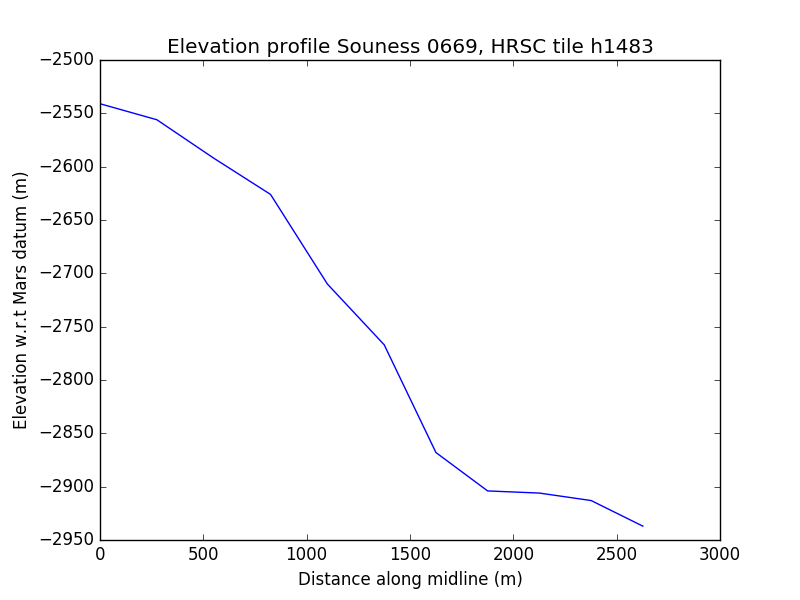 Elevation profile Souness 0669, HRSC tile h1483
−2500
−2550
−2600
−2650
−2700
−2750
−2800
−2850
−2900
−2950
Elevation w.r.t Mars datum (m)
0 500 1000 1500 2000 2500 3000
Distance along midline (m)